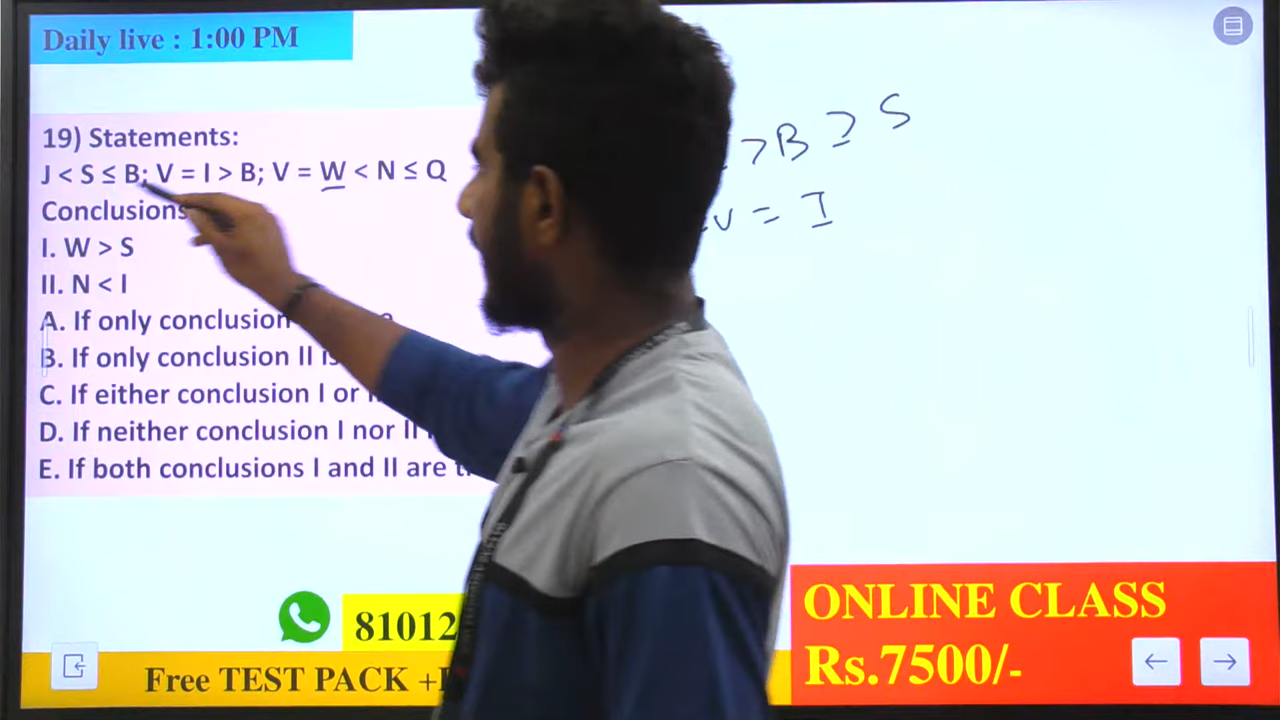 Daily live : 1:00 PM
19) Statements:
J < S ≤ B; V = I > B; V = W < N ≤ Q
Conclusions
I. W > S
II. N < I
A. If only conclusion
B. If only conclusion II is
C. If either conclusion I or
D. If neither conclusion I nor II
E. If both conclusions I and II are
> B ≥ S
V = I
81012
Free TEST PACK +
ONLINE CLASS
Rs.7500/-